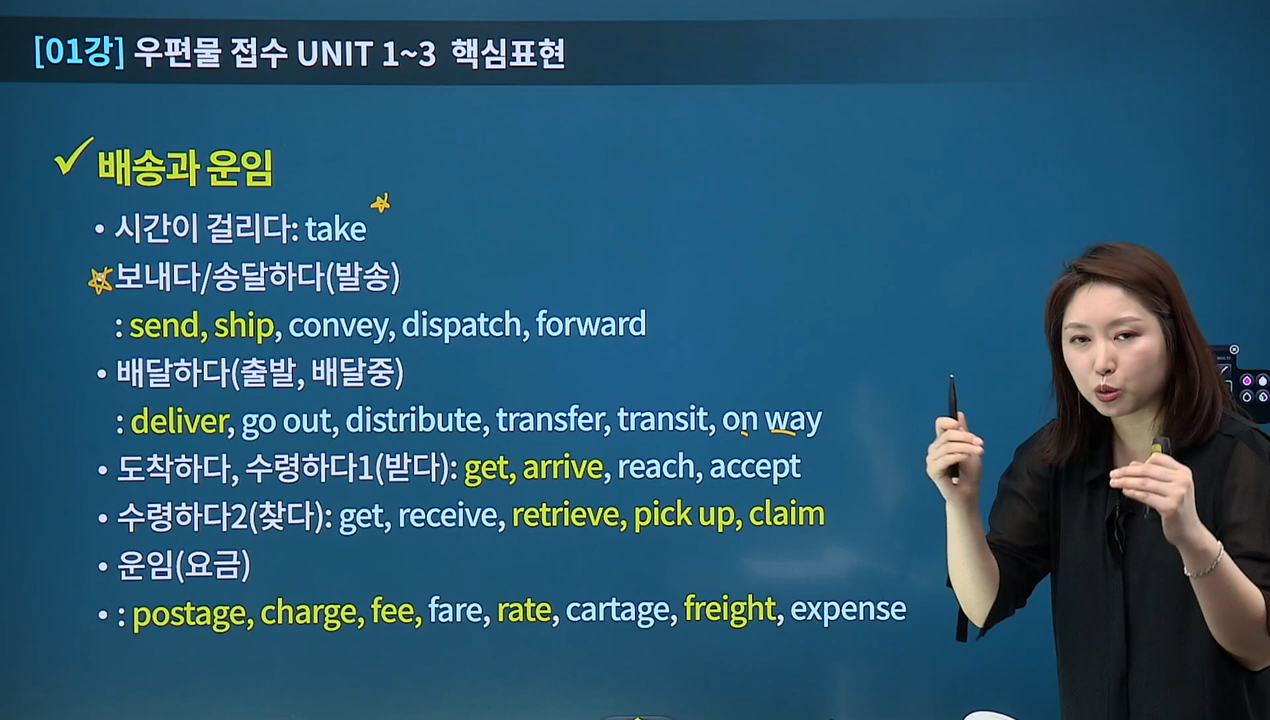 [01강] 우편물 접수 UNIT 1~3 핵심표현
배송과 운임
• 시간이 걸리다: take
보내다/송달하다(발송)
: send, ship, convey, dispatch, forward
• 배달하다(출발, 배달중)
: deliver, go out, distribute, transfer, transit, on way
• 도착하다, 수령하다1(받다): get, arrive, reach, accept
• 수령하다2(찾다): get, receive, retrieve, pick up, claim
• 운임(요금)
• : postage, charge, fee, fare, rate, cartage, freight, expense